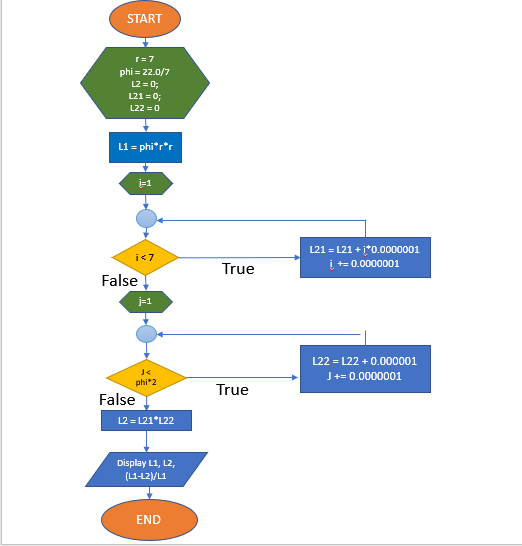 START
r = 7
phi = 22.0/7
L2 = 0;
L21 = 0;
L22 = 0
L1 = phi*r*r
i=1
i < 7
True
L21 = L21 + i*0.0000001
i += 0.0000001
False
j=1
J <
phi*2
True
L22 = L22 + 0.000001
J += 0.0000001
False
L2 = L21*L22
Display L1, L2,
(L1-L2)/L1
END